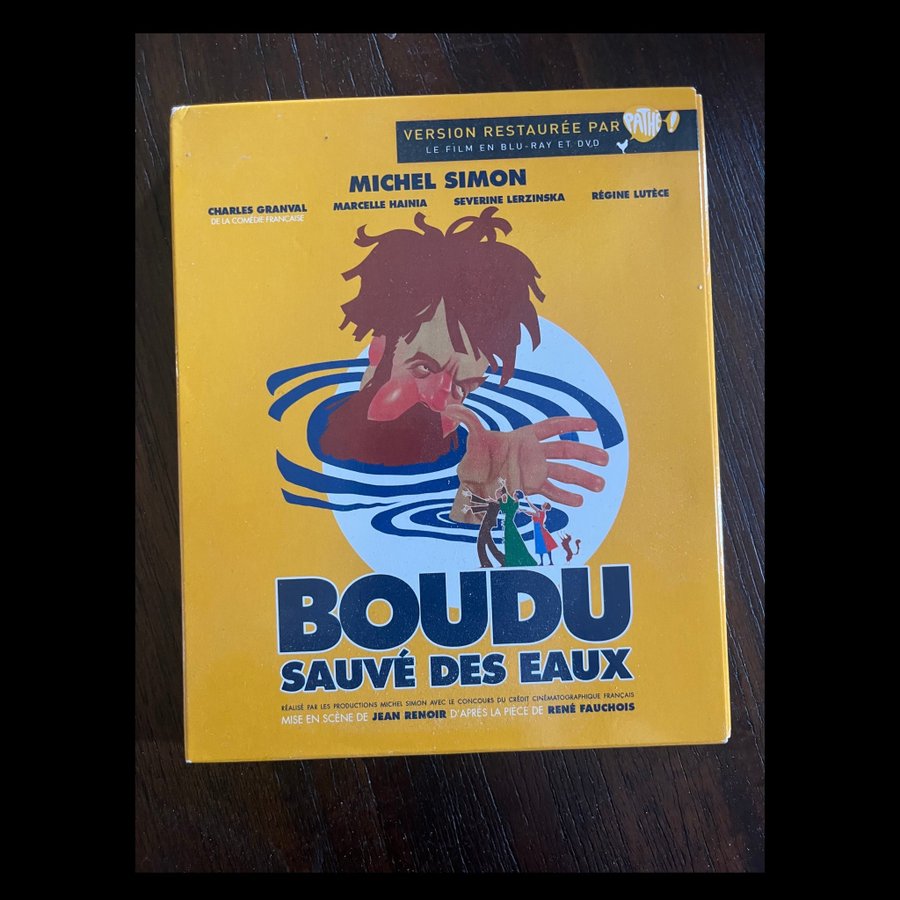 VERSION RESTAURÉE PAR PATHÉ!
LE FILM EN BLU-RAY ET DVD
MICHEL SIMON
CHARLES GRANVAL MARCELLE HAINIA SEVERINE LERZINSKA RÉGINE LUTÈCE
DE LA COMÉDIE FRANÇAISE
BOUDU
SAUVÉ DES EAUX
RÉALISÉ PAR LES PRODUCTIONS MICHEL SIMON AVEC LE CONCOURS DU CRÉDIT CINÉMATOGRAPHIQUE FRANÇAIS
MISE EN SCÈNE DE JEAN RENOIR D'APRÈS LA PIÈCE DE RENÉ FAUCHOIS